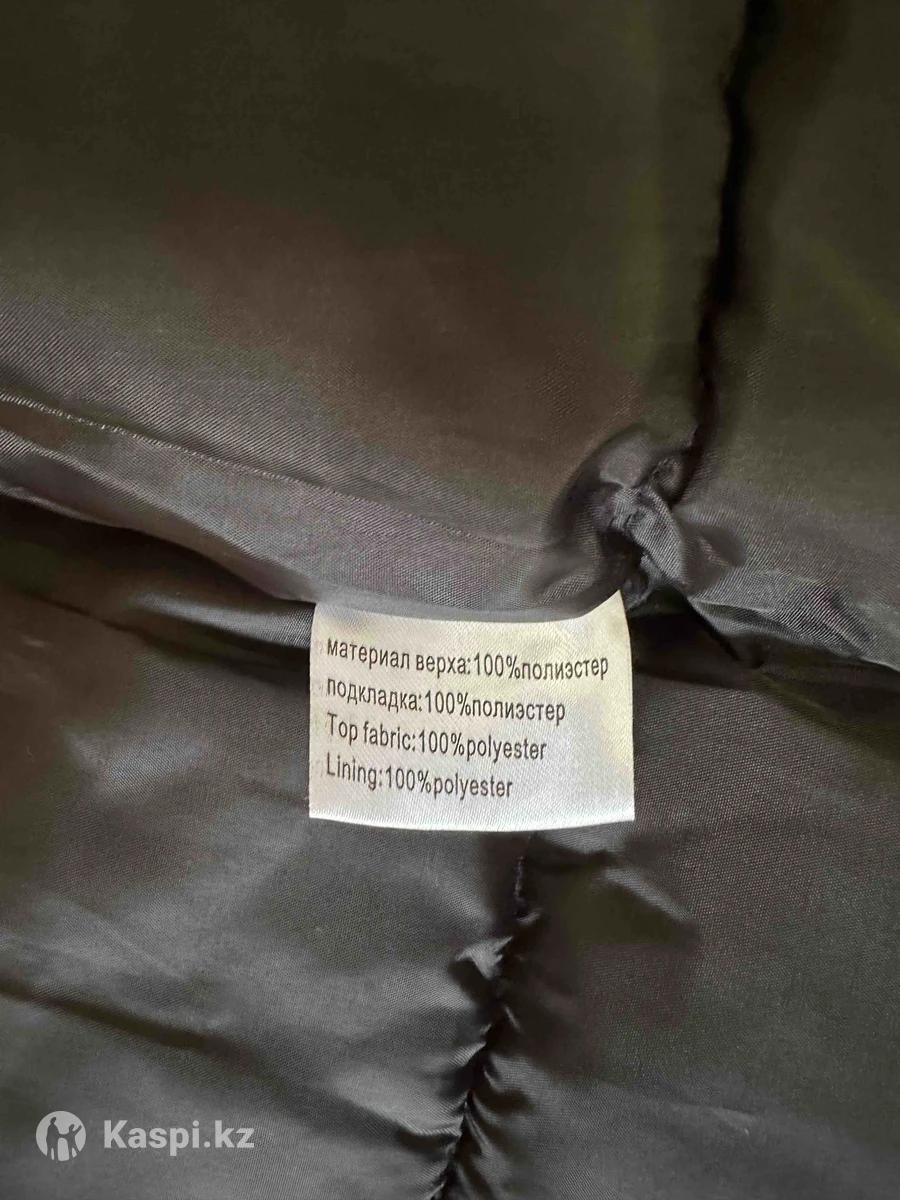 материал верха:100%полиэстер
подкладка:100%полиэстер
Top fabric:100%polyester
Lining:100%polyester
Kaspi.kz